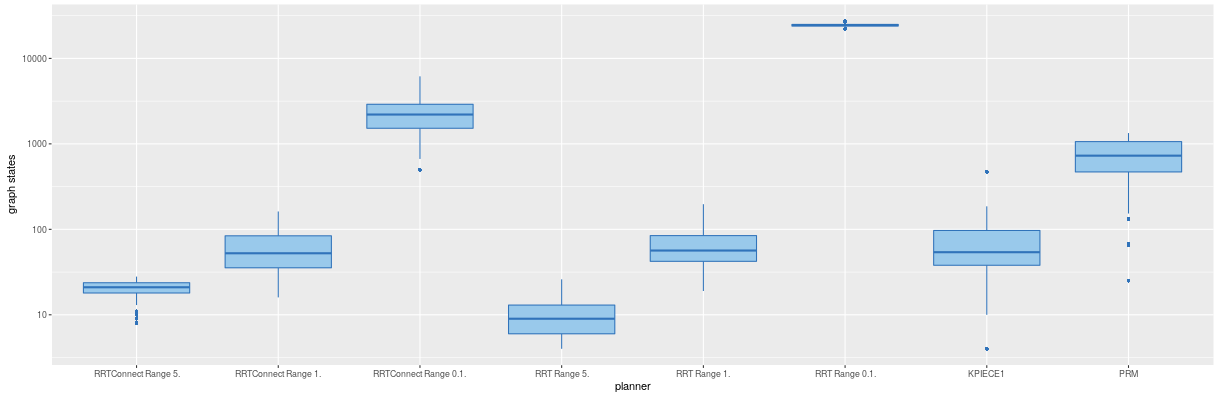 graph states
10000
1000
100
10
RRTConnect Range 5. RRTConnect Range 1. RRTConnect Range 0.1. RRT Range 5. RRT Range 1. RRT Range 0.1. KPIECE1 PRM
planner